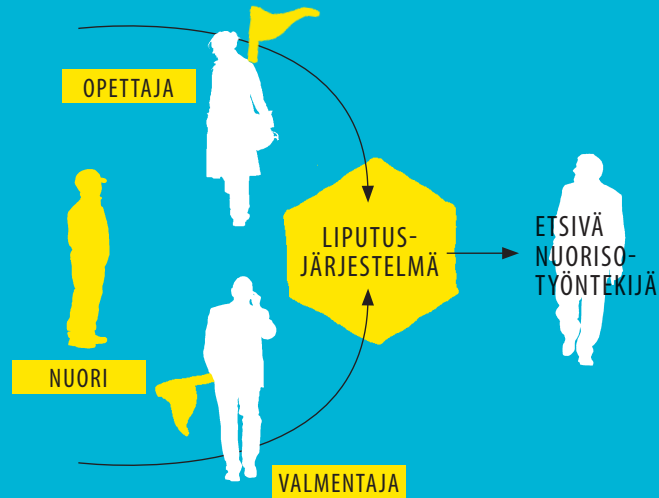 OPETTAJA
LIPUTUS-
JÄRJESTELMÄ
ETSIVÄ
NUORISO-
TYÖNTEKIJÄ
NUORI
VALMENTAJA